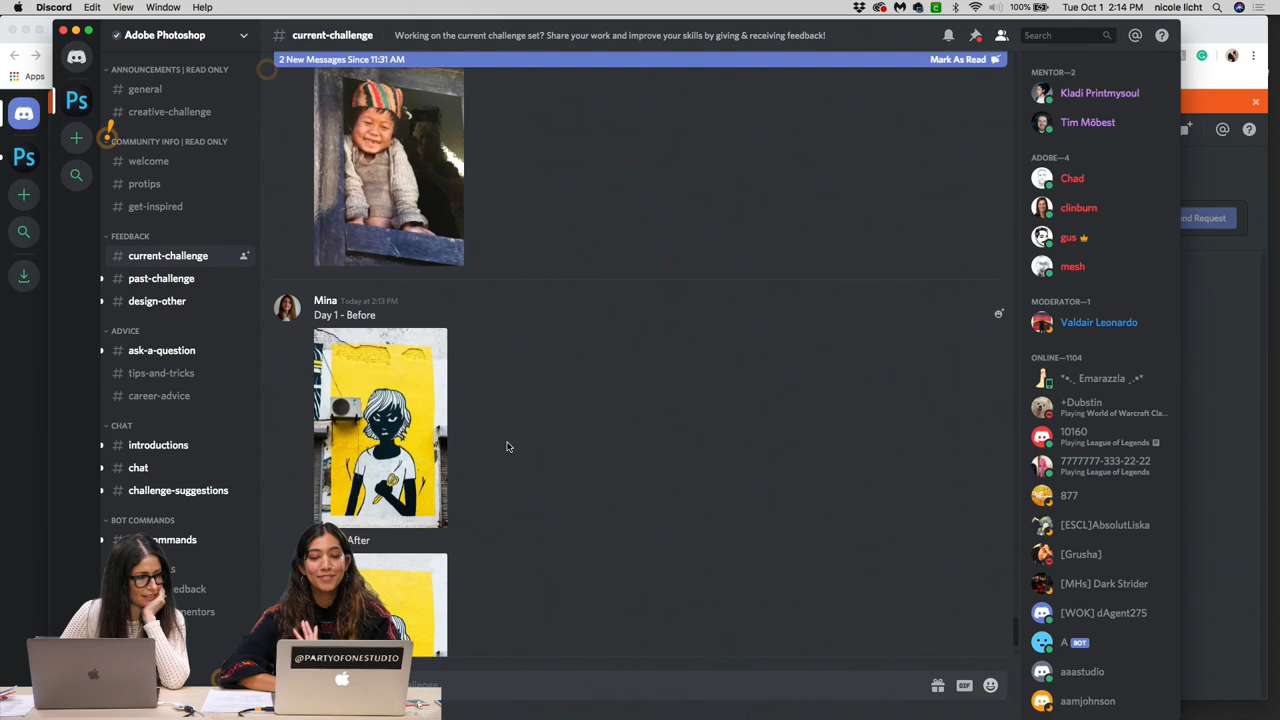 Discord Edit View Window Help
100% Tue Oct 1 2:14 PM nicole licht
Apps
Adobe Photoshop
ANNOUNCEMENTS | READ ONLY
# general
# creative-challenge
COMMUNITY INFO | READ ONLY
# welcome
# protips
# get-inspired
FEEDBACK
# current-challenge
# past-challenge
# design-other
ADVICE
# ask-a-question
# tips-and-tricks
# career-advice
CHAT
# introductions
# chat
# challenge-suggestions
BOT COMMANDS
Ps
Ps
# current-challenge Working on the current challenge set? Share your work and improve your skills by giving & receiving feedback!
Search
2 New Messages Since 11:31 AM
Mark As Read
Mina Today at 2:13 PM
Day 1 - Before
After
GIF
@PARTYOFONESTUDIO
MENTOR—2
Kladi Printmysoul
Tim Möbest
ADOBE—4
Chad
clinburn
gus
mesh
MODERATOR—1
Valdair Leonardo
ONLINE—1104
*•. Emarazzla .•*
+Dubstin
Playing World of Warcraft Cla...
10160
Playing League of Legends
7777777-333-22-22
Playing League of Legends
877
[ESCL]AbsolutLiska
[Grusha]
[MHs] Dark Strider
[WOK] dAgent275
A BOT
aaastudio
aamjohnson
Request